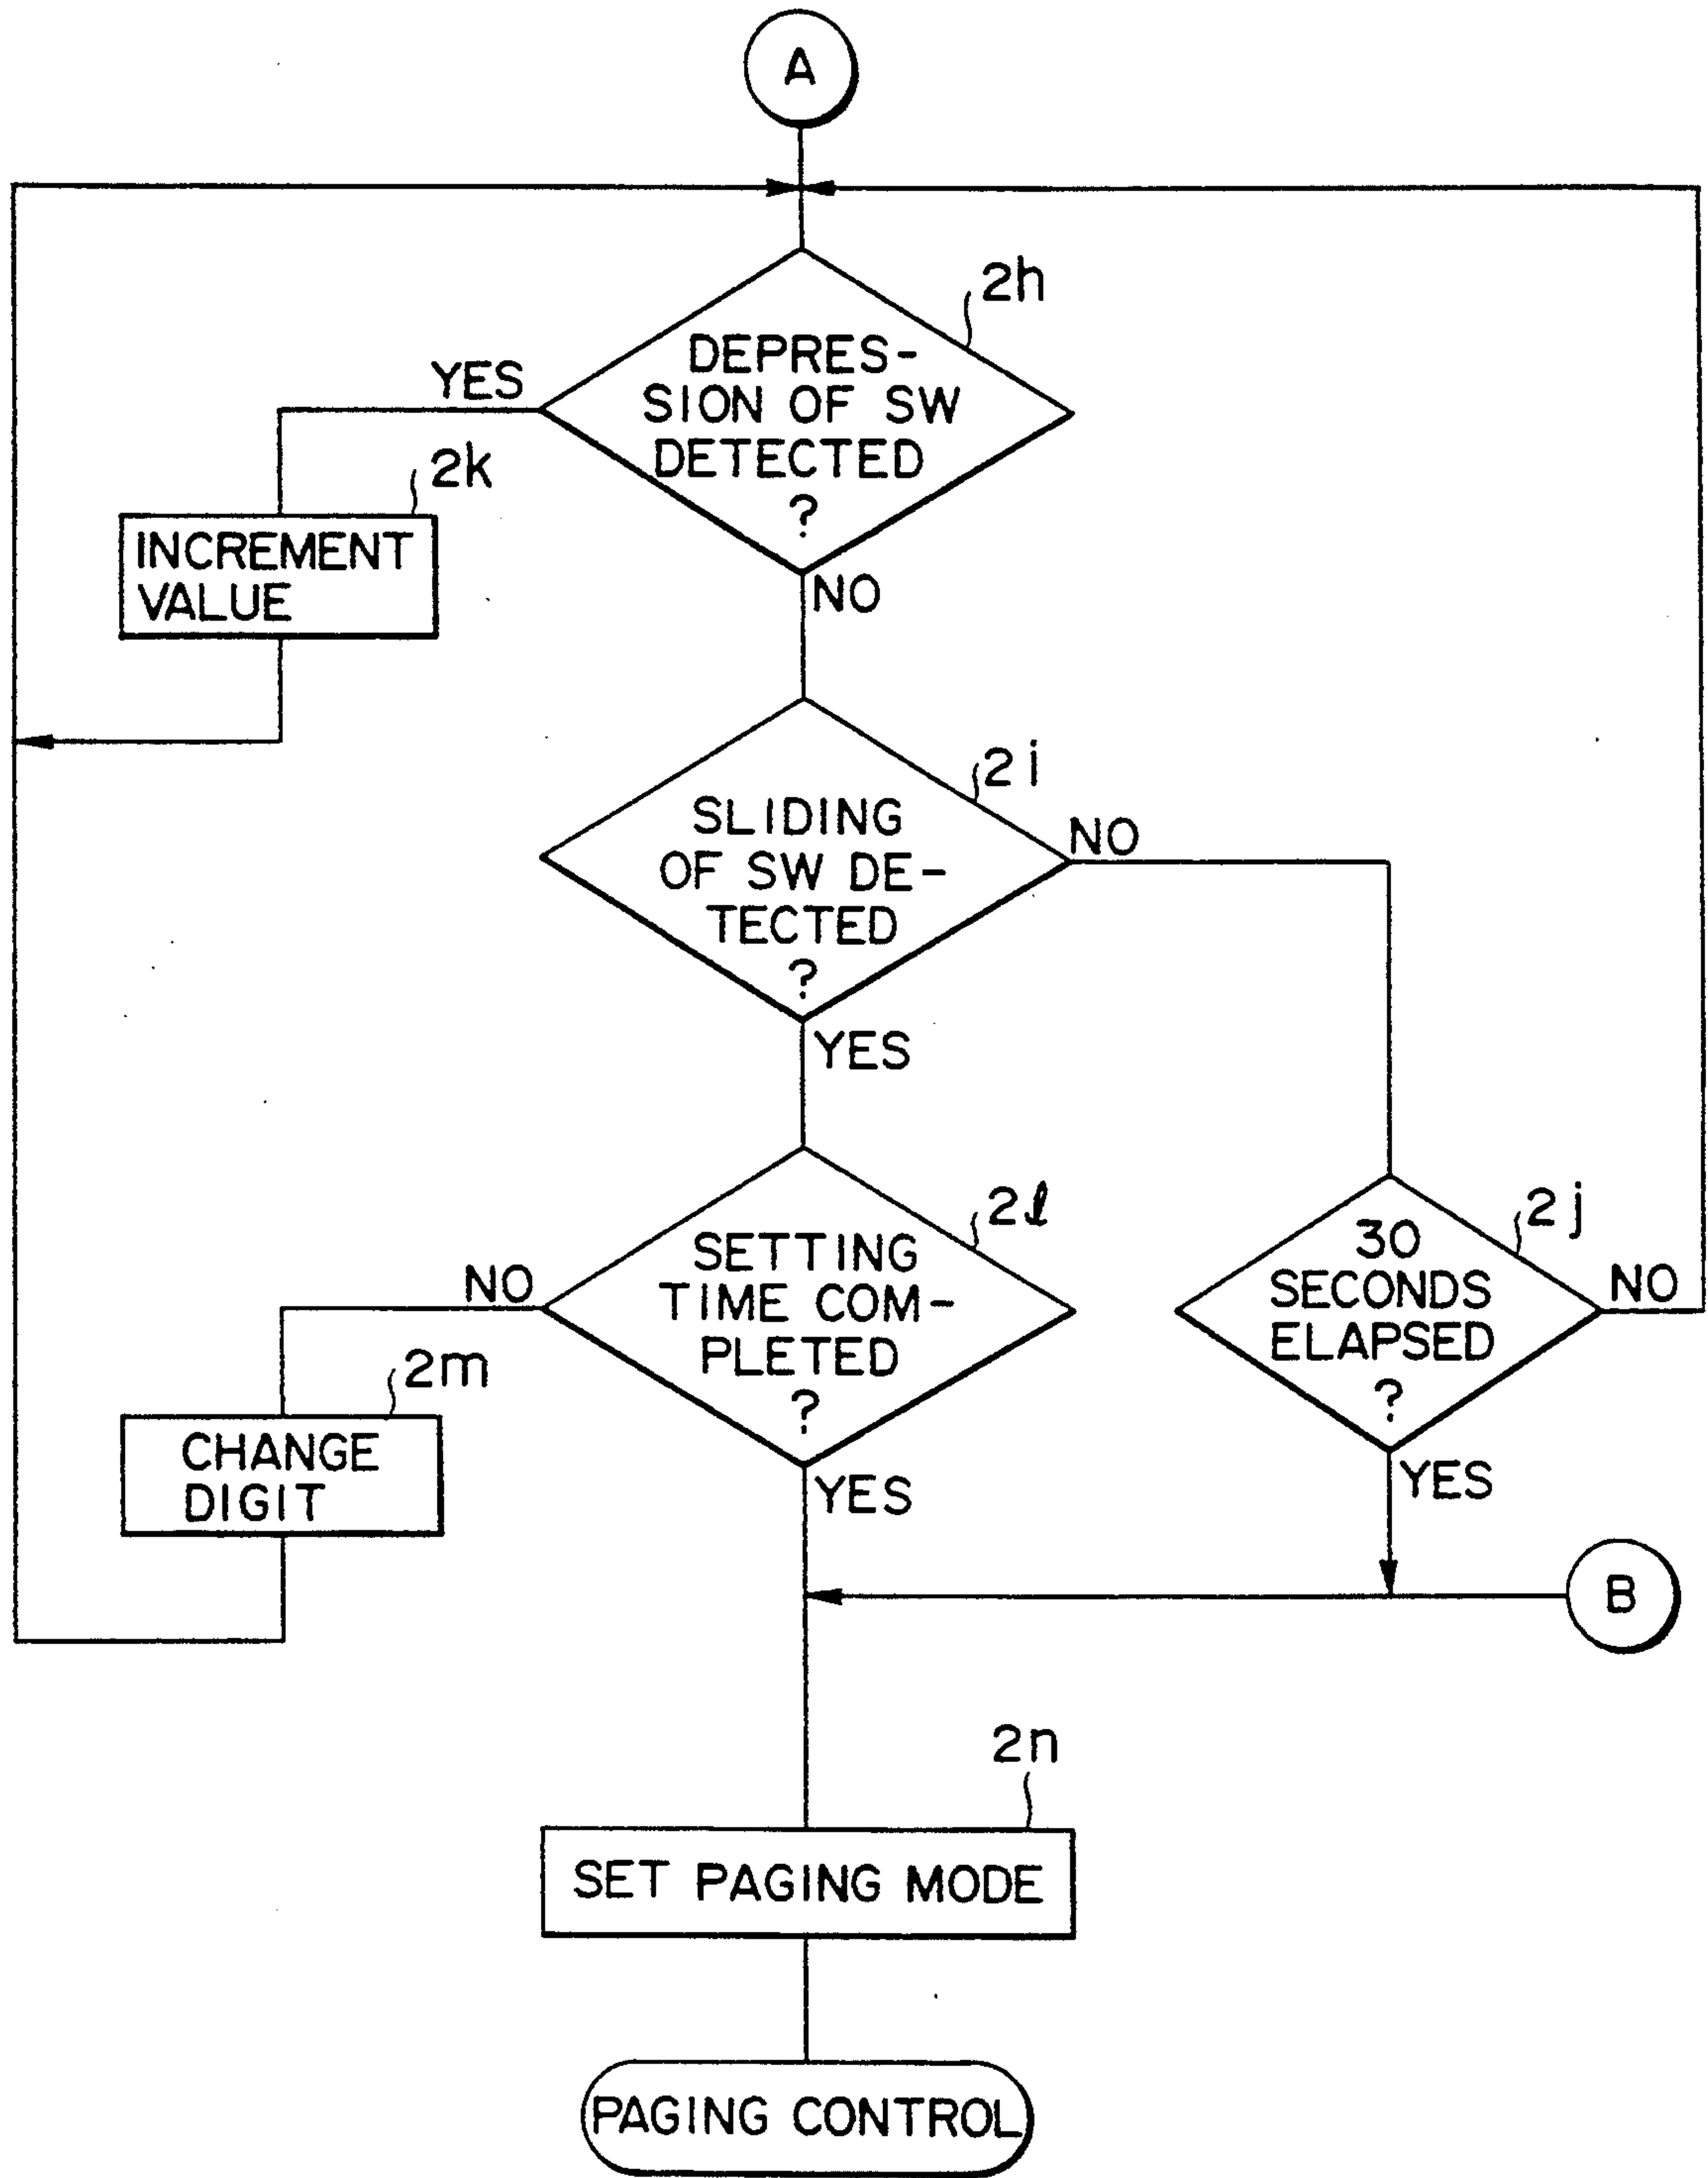 A
2h
DEPRES-
SION OF SW
DETECTED
?
YES
2k
INCREMENT
VALUE
NO
2i
SLIDING
OF SW DE-
TECTED
?
NO
YES
2l
SETTING
TIME COM-
PLETED
?
NO
2j
30
SECONDS
ELAPSED
?
NO
2m
CHANGE
DIGIT
YES
YES
B
2n
SET PAGING MODE
PAGING CONTROL